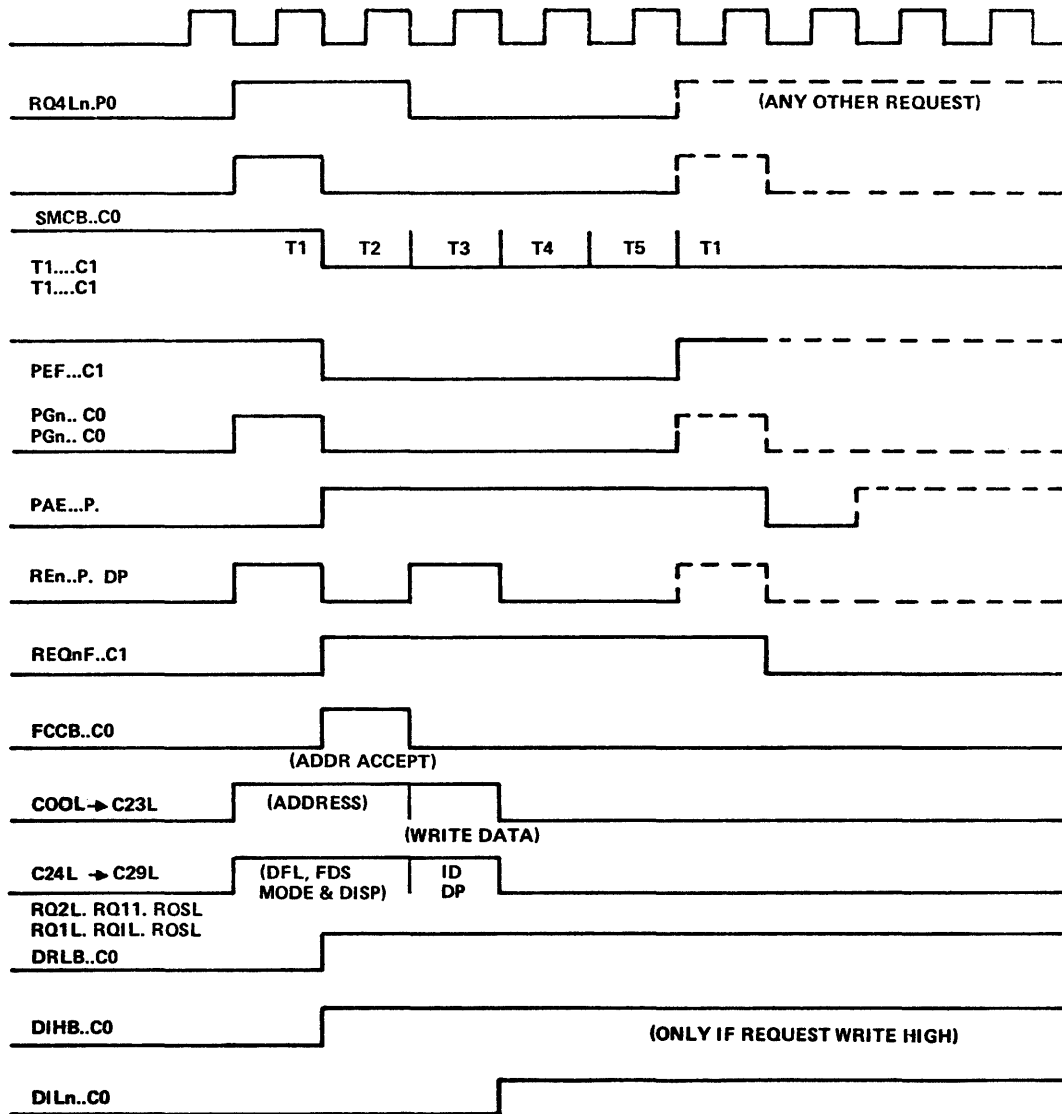 RQ4Ln.P0
(ANY OTHER REQUEST)
SMCB..C0
T1 T2 T3 T4 T5 T1
T1....C1
T1....C1
PEF...C1
PGn.. C0
PGn.. C0
PAE...P.
REn..P. DP
REQnF..C1
FCCB..C0
(ADDR ACCEPT)
COOL→C23L
(ADDRESS)
(WRITE DATA)
C24L →C29L
(DFL, FDS
MODE & DISP)
ID
DP
RQ2L. RQ11. ROSL
RQ1L. RQIL. ROSL
DRLB..C0
DIHB..C0
(ONLY IF REQUEST WRITE HIGH)
DILn..C0